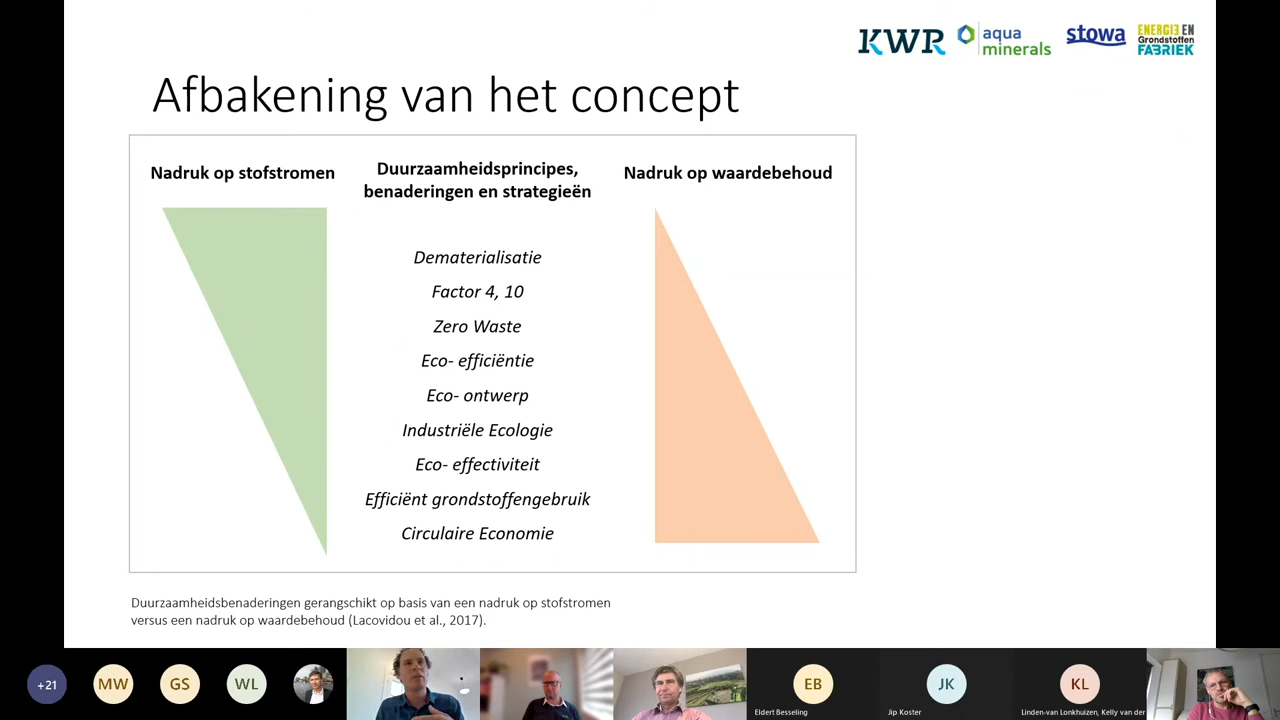 KWR
aqua
minerals
stowa
ENERGIE EN
Grondstoffen
FABRIEK
Afbakening van het concept
Nadruk op stofstromen
Duurzaamheidsprincipes,
benaderingen en strategieën
Nadruk op waardebehoud
Dematerialisatie
Factor 4, 10
Zero Waste
Eco- efficiëntie
Eco- ontwerp
Industriële Ecologie
Eco- effectiviteit
Efficiënt grondstoffengebruik
Circulaire Economie
Duurzaamheidsbenaderingen gerangschikt op basis van een nadruk op stofstromen
versus een nadruk op waardebehoud (Lacovidou et al., 2017).
+21
MW
GS
WL
EB
JK
KL
Eldert Besseling
Jip Koster
Linden-van Lonkhuizen, Kelly van der